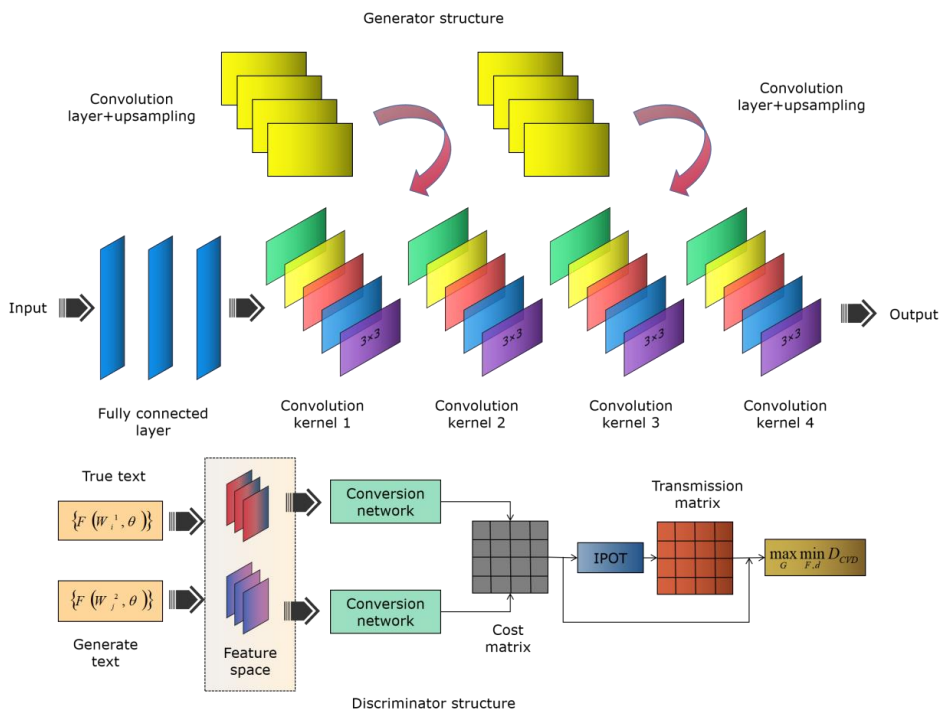 Generator structure
Convolution
layer+upsampling
Convolution
layer+upsampling
Input
3×3
3×3
3×3
3×3
Output
Fully connected
layer
Convolution
kernel 1
Convolution
kernel 2
Convolution
kernel 3
Convolution
kernel 4
True text
{F (W_i^1, θ)}
Conversion
network
Transmission
matrix
IPOT
max min D_CVD
G F,d
{F (W_j^2, θ)}
Conversion
network
Generate
text
Feature
space
Cost
matrix
Discriminator structure